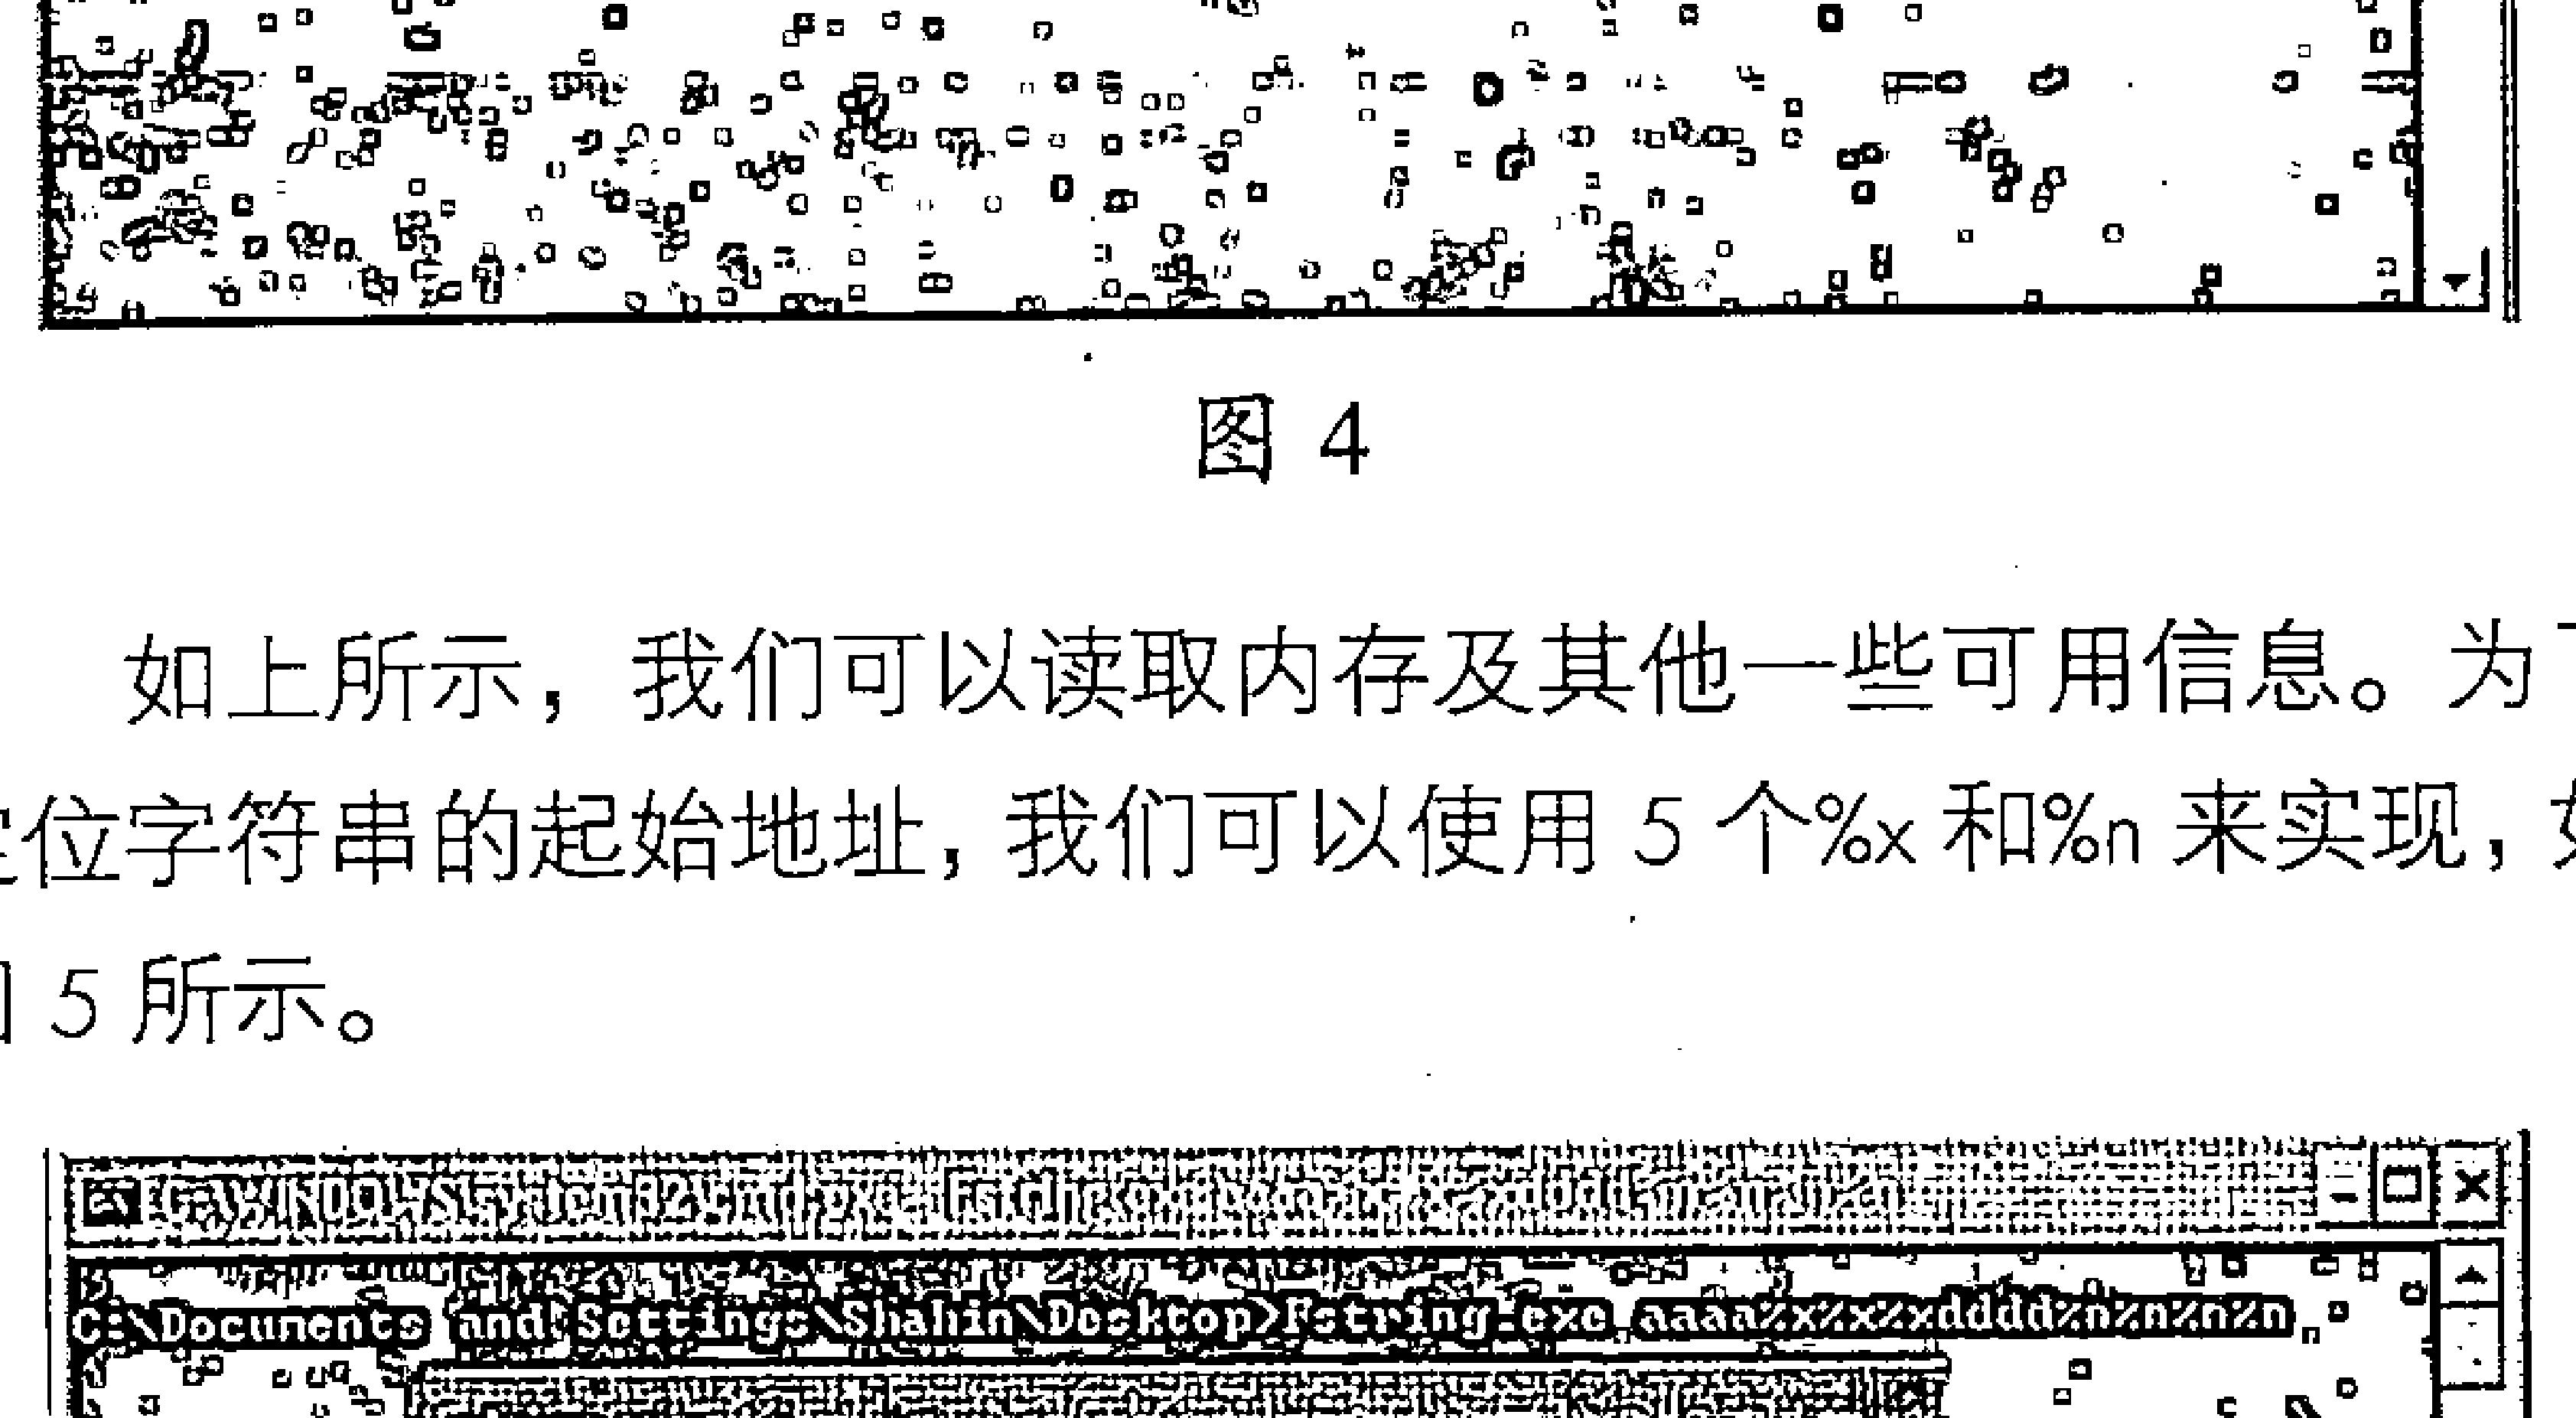 图 4
如上所示，我们可以读取内存及其他一些可用信息。为
位字符串的起始地址，我们可以使用 5 个%x 和%n 来实现，
5 所示。
C:\Documents and Settings\Shahin\Desktop>Fstring.exe aaaa%x%x%xdddd%n%n%n%n